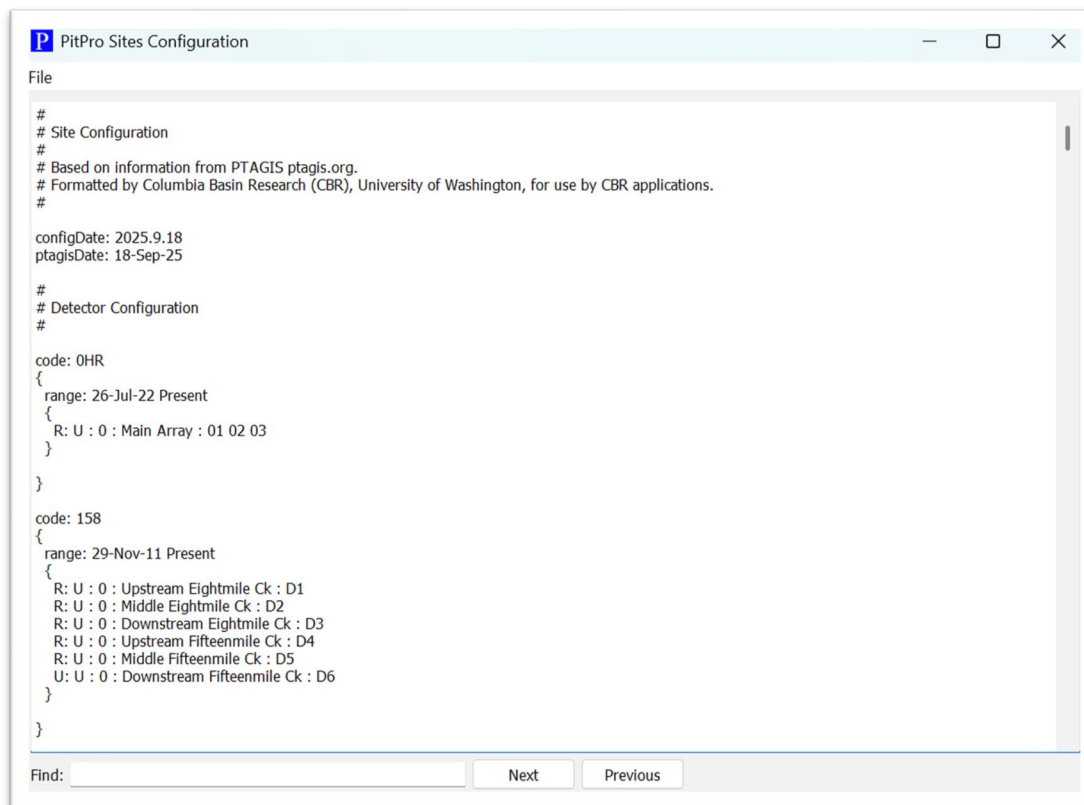 P PitPro Sites Configuration
File
#
# Site Configuration
#
# Based on information from PTAGIS ptagis.org.
# Formatted by Columbia Basin Research (CBR), University of Washington, for use by CBR applications.
#
configDate: 2025.9.18
ptagisDate: 18-Sep-25
#
# Detector Configuration
#
code: 0HR
{
range: 26-Jul-22 Present
{
R: U : 0 : Main Array : 01 02 03
}
}
code: 158
{
range: 29-Nov-11 Present
{
R: U : 0 : Upstream Eightmile Ck : D1
R: U : 0 : Middle Eightmile Ck : D2
R: U : 0 : Downstream Eightmile Ck : D3
R: U : 0 : Upstream Fifteenmile Ck : D4
R: U : 0 : Middle Fifteenmile Ck : D5
U: U : 0 : Downstream Fifteenmile Ck : D6
}
}
Find: Next Previous